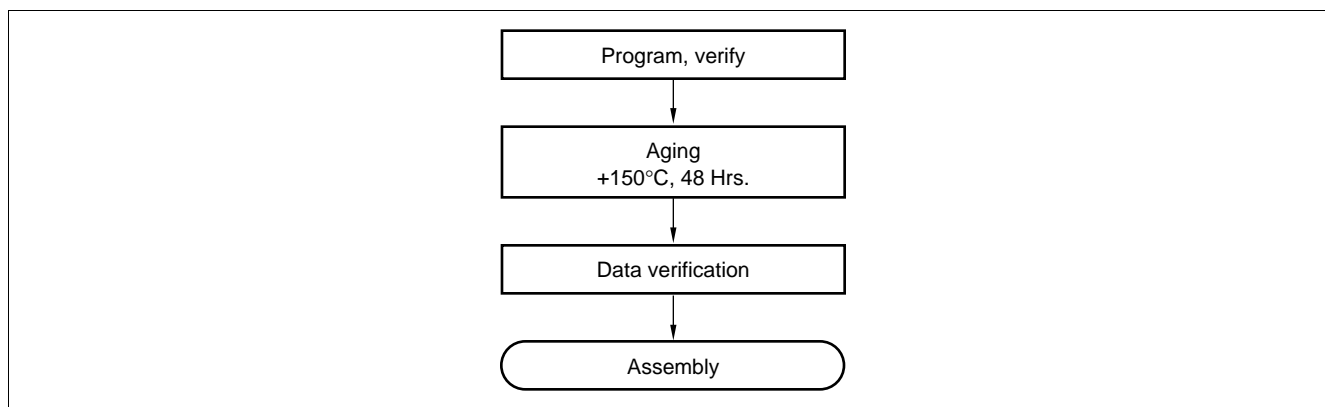 Program, verify
Aging
+150°C, 48 Hrs.
Data verification
Assembly